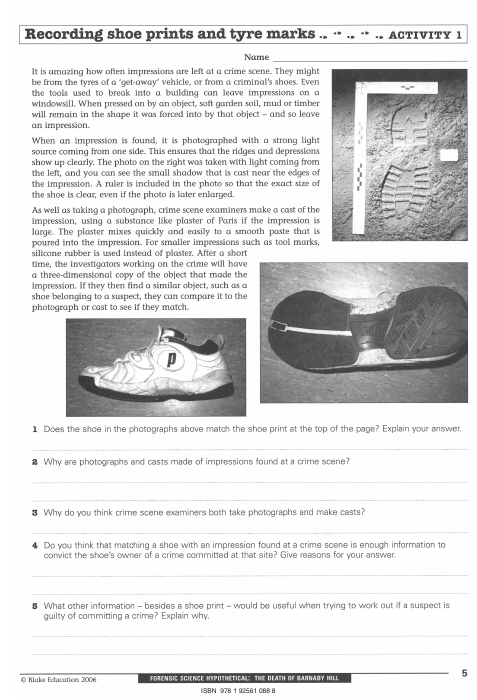 Recording shoe prints and tyre marks ACTIVITY 1
Name
It is amazing how often impressions are left at a crime scene. They might
be from the tyres of a 'get-away' vehicle, or from a criminal's shoes. Even
the tools used to break into a building can leave impressions on a
windowsill. When pressed on by an object, soft garden soil, mud or timber
will remain in the shape it was forced into by that object – and so leave
an impression.
When an impression is found, it is photographed with a strong light
source coming from one side. This ensures that the ridges and depressions
show up clearly. The photo on the right was taken with light coming from
the left, and you can see the small shadow that is cast near the edges of
the impression. A ruler is included in the photo so that the exact size of
the shoe is clear, even if the photo is later enlarged.
As well as taking a photograph, crime scene examiners make a cast of the
impression, using a substance like plaster of Paris if the impression is
large. The plaster mixes quickly and easily to a smooth paste that is
poured into the impression. For smaller impressions such as tool marks,
silicone rubber is used instead of plaster. After a short
time, the investigators working on the crime will have
a three-dimensional copy of the object that made the
impression. If they then find a similar object, such as a
shoe belonging to a suspect, they can compare it to the
photograph or cast to see if they match.
P
1 Does the shoe in the photographs above match the shoe print at the top of the page? Explain your answer.
2 Why are photographs and casts made of impressions found at a crime scene?
3 Why do you think crime scene examiners both take photographs and make casts?
4 Do you think that matching a shoe with an impression found at a crime scene is enough information to
convict the shoe's owner of a crime committed at that site? Give reasons for your answer.
5 What other information – besides a shoe print – would be useful when trying to work out if a suspect is
guilty of committing a crime? Explain why.
© Blake Education 2006
FORENSIC SCIENCE HYPOTHETICAL: THE DEATH OF BARNABY HILL
5
ISBN 978 1 92561 088 8